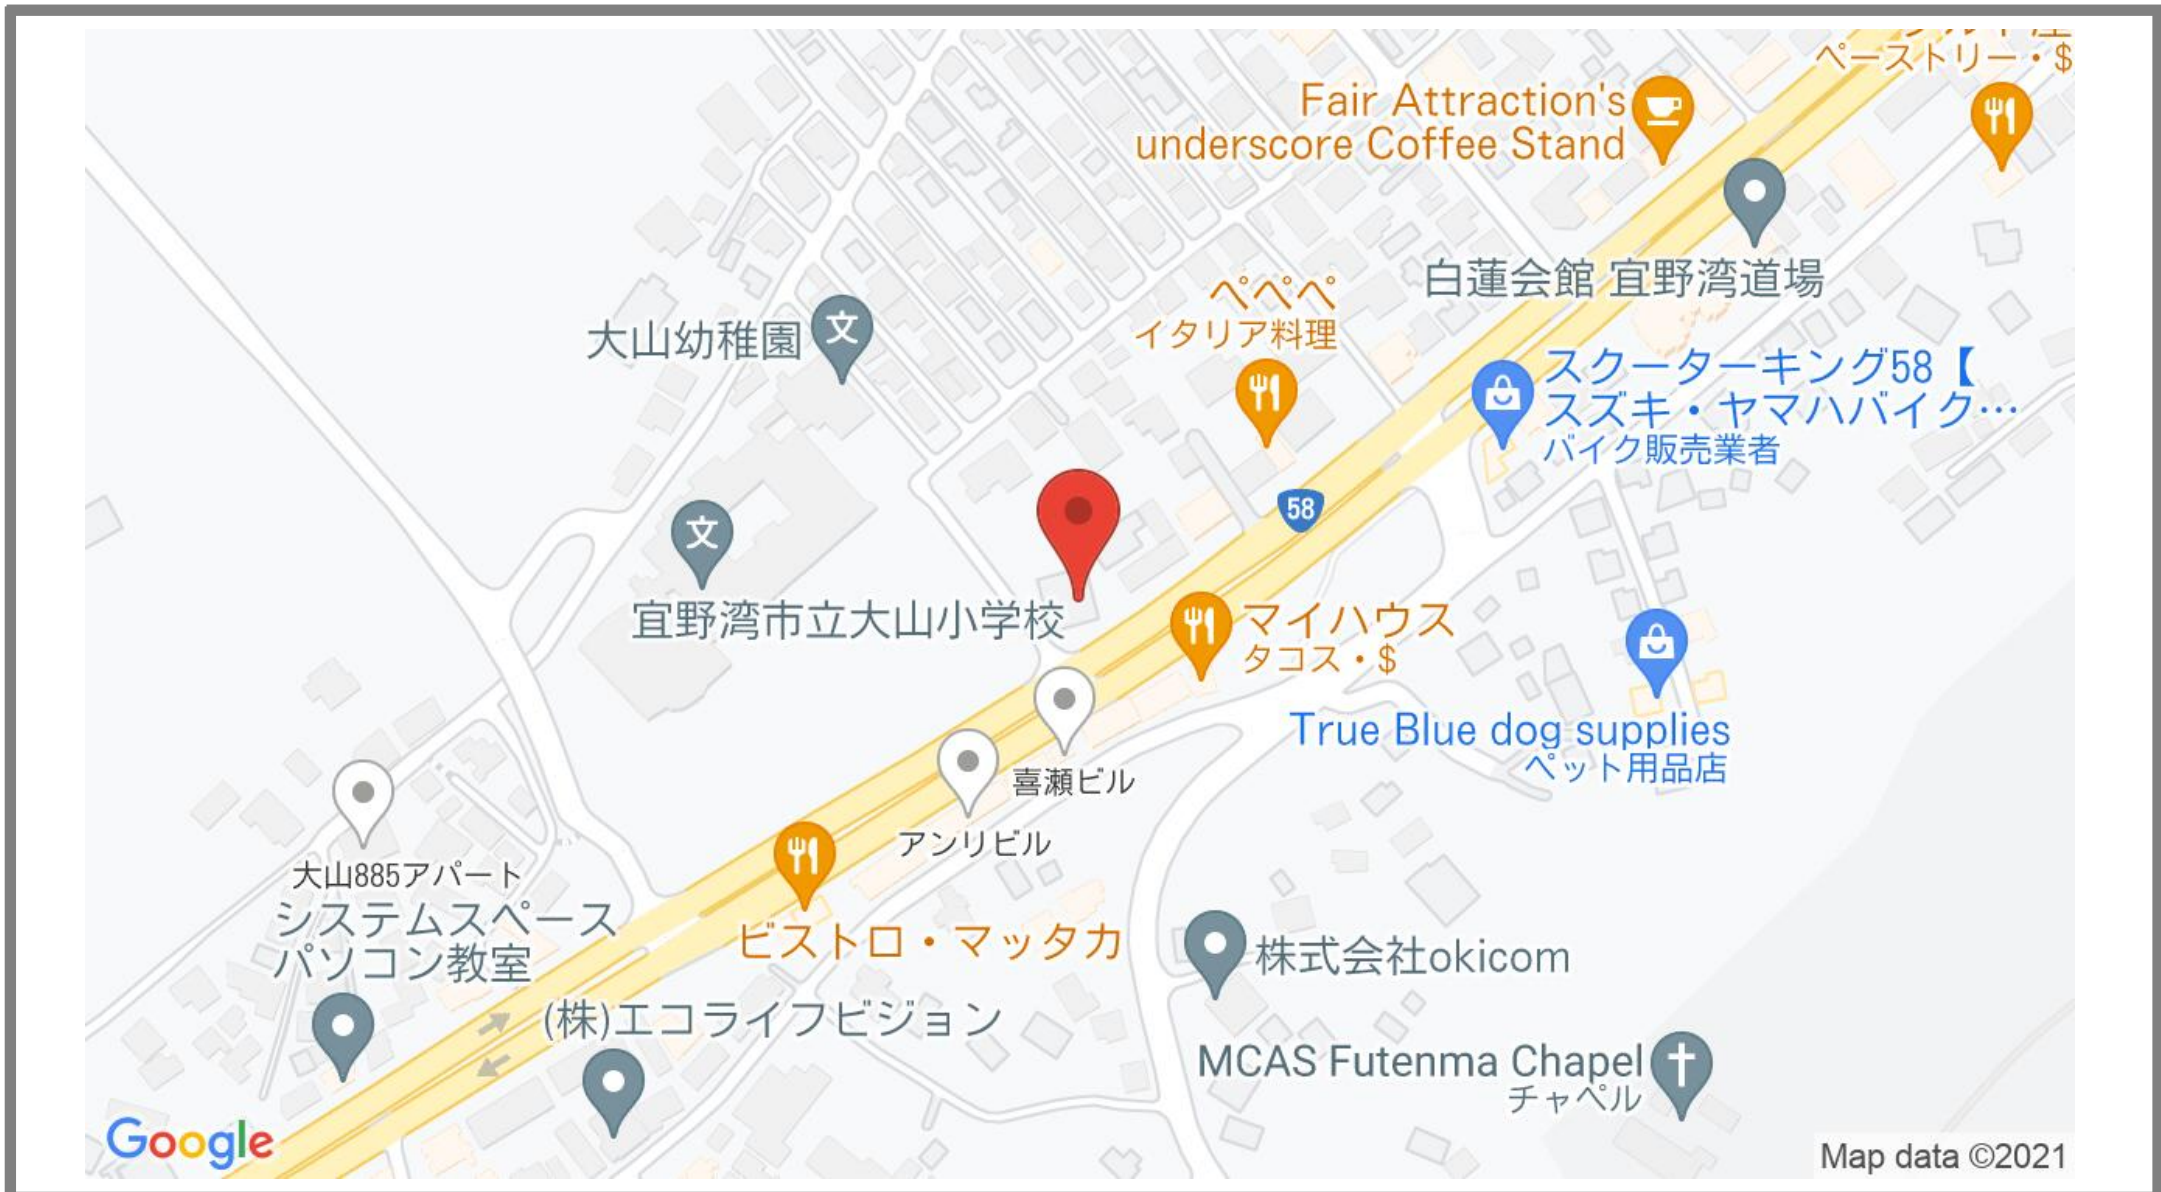 ペーストリー・$
Fair Attraction's
underscore Coffee Stand
白蓮会館 宜野湾道場
ぺぺぺ
イタリア料理
大山幼稚園
文
スクーターキング58【
スズキ・ヤマハバイク…
バイク販売業者
58
文
宜野湾市立大山小学校
マイハウス
タコス・$
True Blue dog supplies
ペット用品店
喜瀬ビル
アンリビル
大山885アパート
システムスペース
パソコン教室
ビストロ・マッタカ
株式会社okicom
(株)エコライフビジョン
MCAS Futenma Chapel
チャペル
Google
Map data ©2021